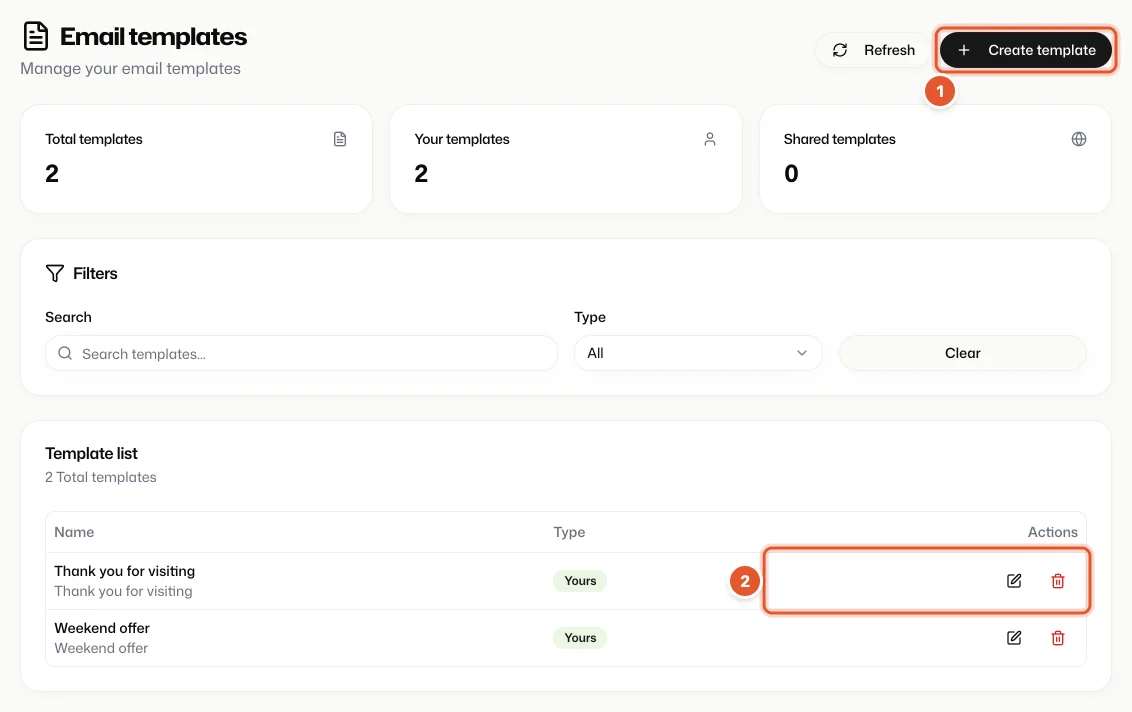 Email templates
Manage your email templates
Refresh
Create template
1
Total templates
2
Your templates
2
Shared templates
0
Filters
Search
Type
Search templates...
All
Clear
Template list
2 Total templates
Name
Type
Actions
Thank you for visiting
Thank you for visiting
Yours
2
Weekend offer
Weekend offer
Yours